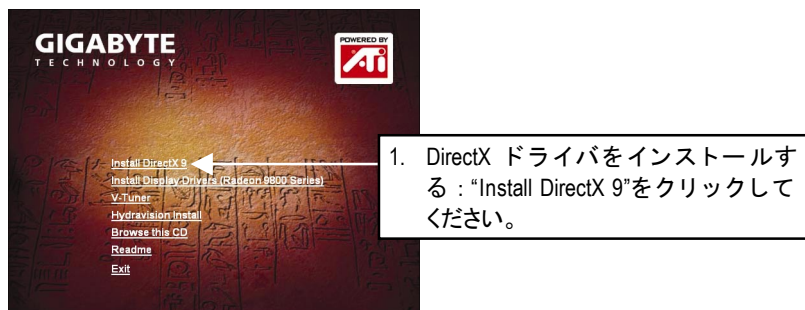 GIGABYTE
TECHNOLOGY
POWERED BY
ATi
Install DirectX 9
Install Display Drivers (Radeon 9800 Series)
V-Tuner
Hydravision Install
Browse this CD
Readme
Exit
1. DirectX ドライバをインストールす
る：“Install DirectX 9”をクリックして
ください。